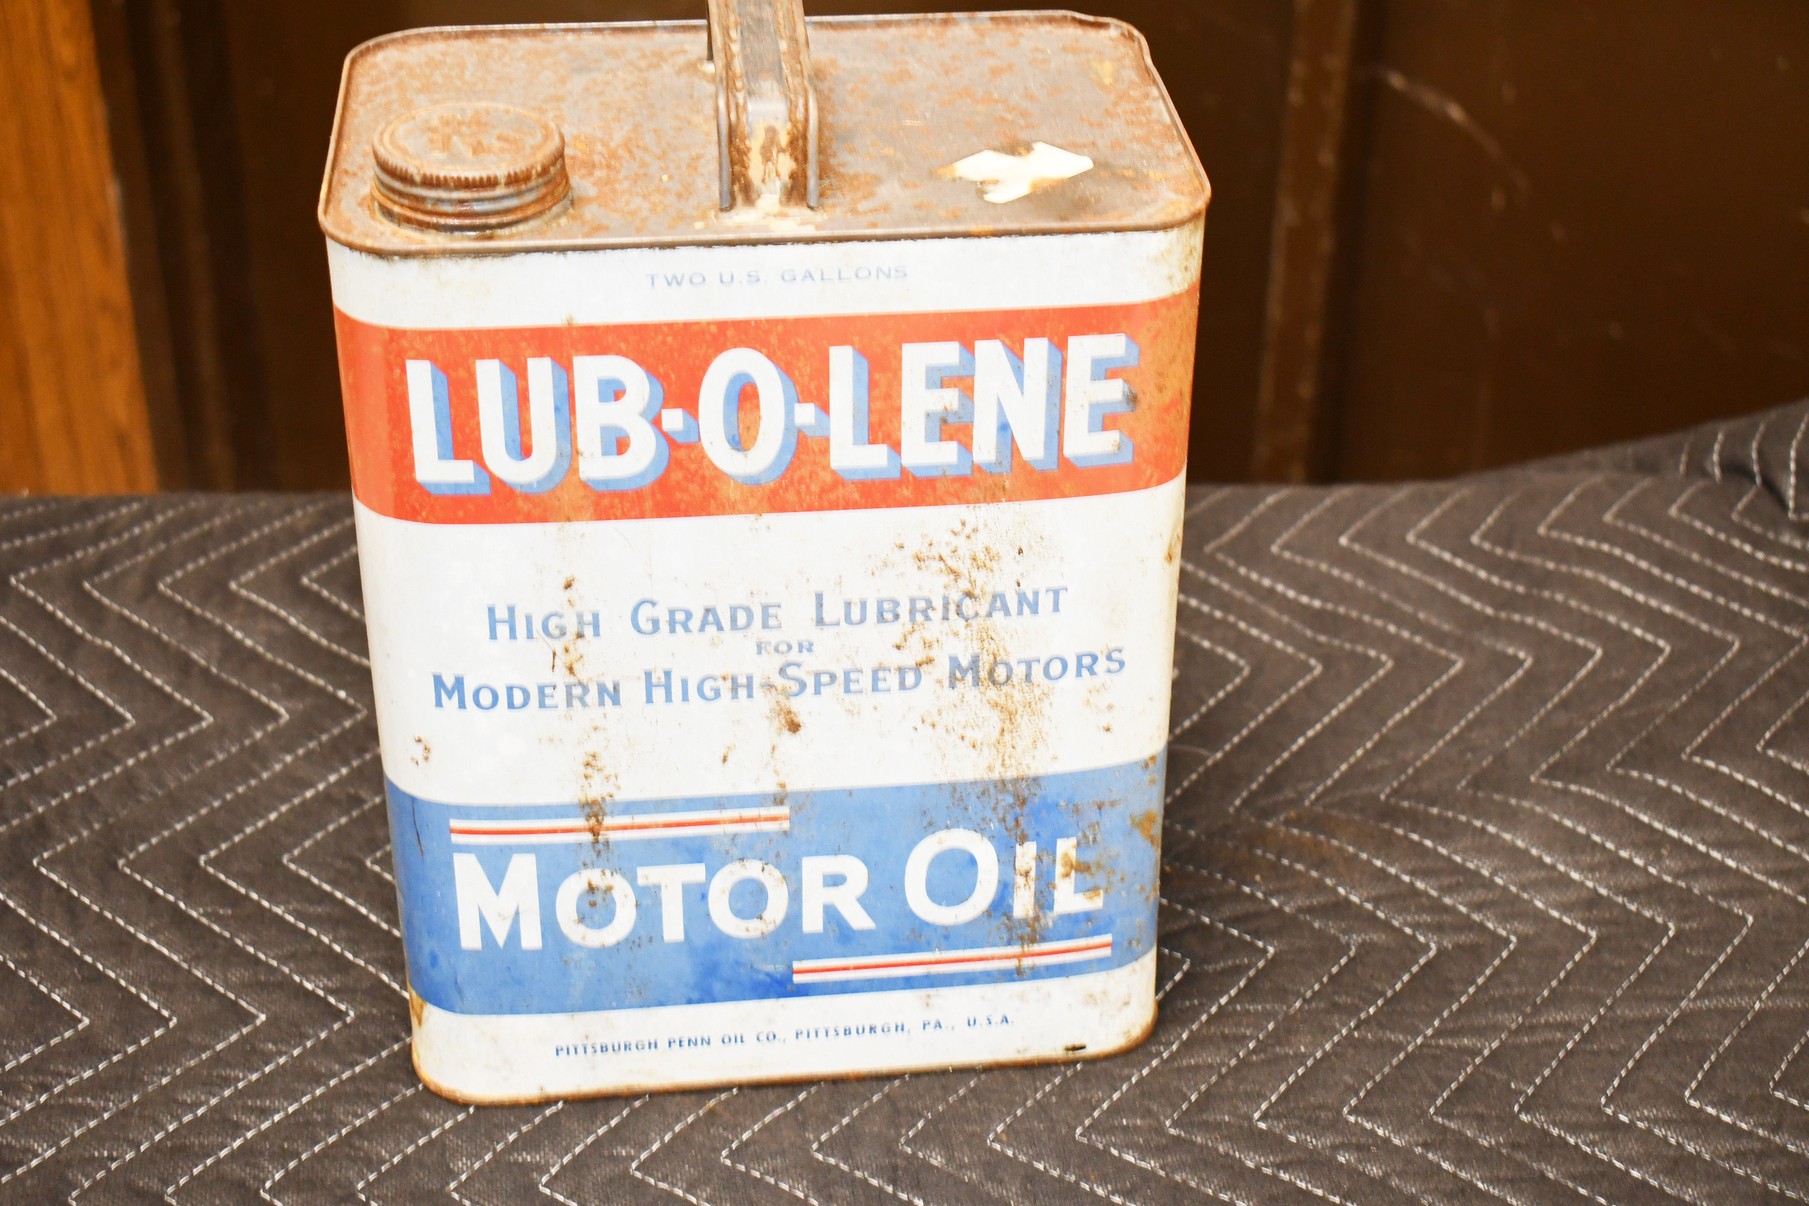 TWO U.S. GALLONS
LUB-O-LENE
HIGH GRADE LUBRICANT
FOR
MODERN HIGH-SPEED MOTORS
MOTOR OIL
PITTSBURGH PENN OIL CO., PITTSBURGH, PA., U.S.A.